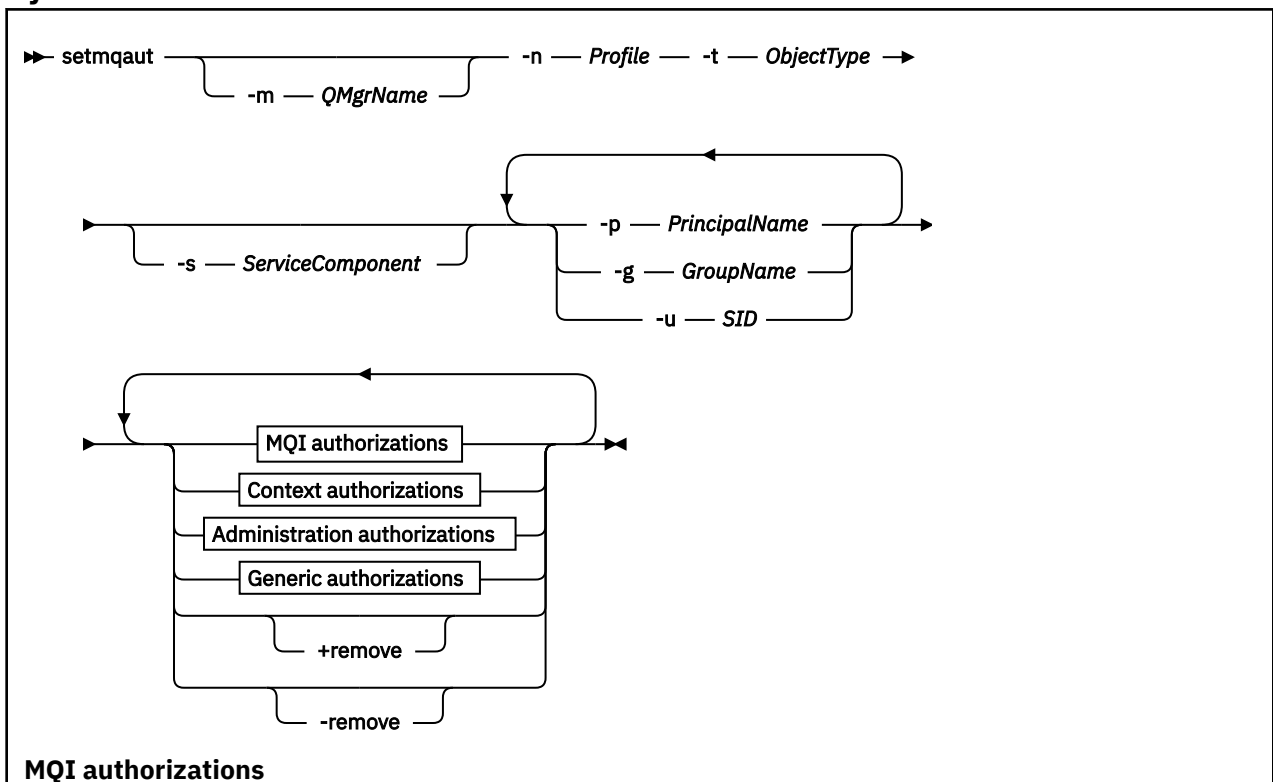 setmqaut -n Profile -t ObjectType
-m QMgrName
-p PrincipalName
-s ServiceComponent
-g GroupName
-u SID
MQI authorizations
Context authorizations
Administration authorizations
Generic authorizations
+remove
-remove
MQI authorizations